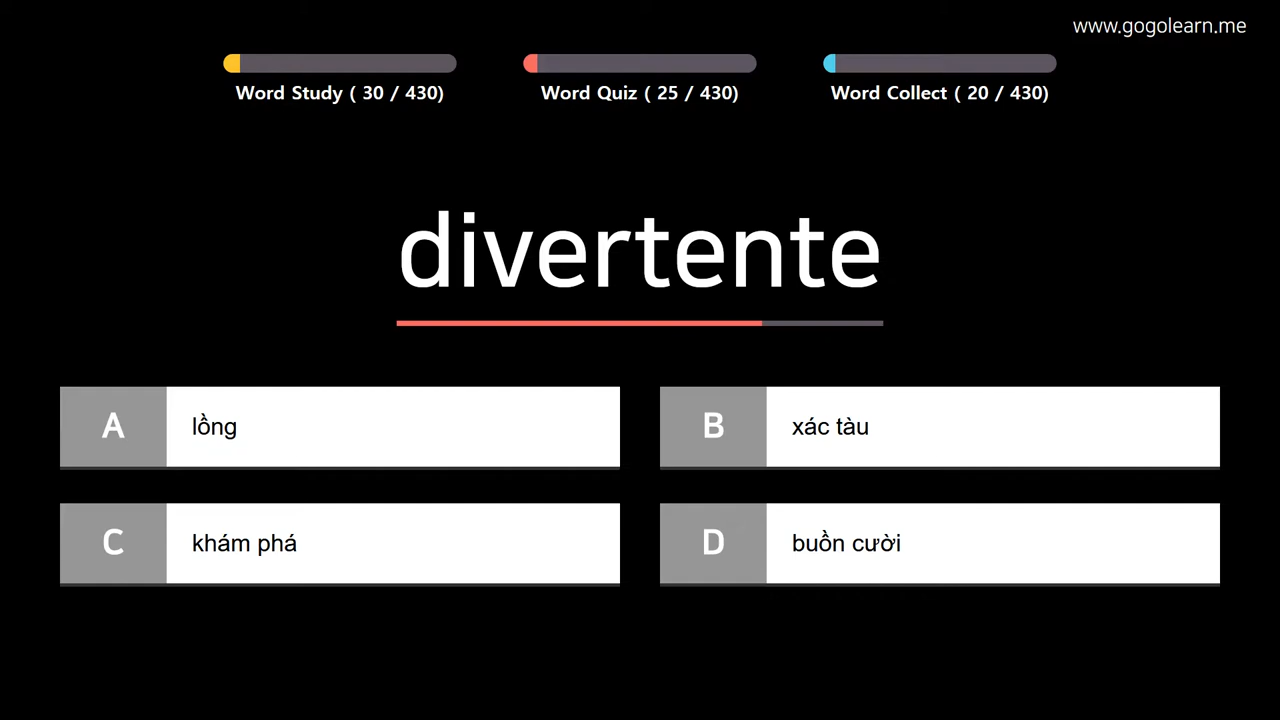 www.gogolearn.me
Word Study ( 30 / 430)
Word Quiz ( 25 / 430)
Word Collect ( 20 / 430)
divertente
A
lồng
B
xác tàu
C
khám phá
D
buồn cười